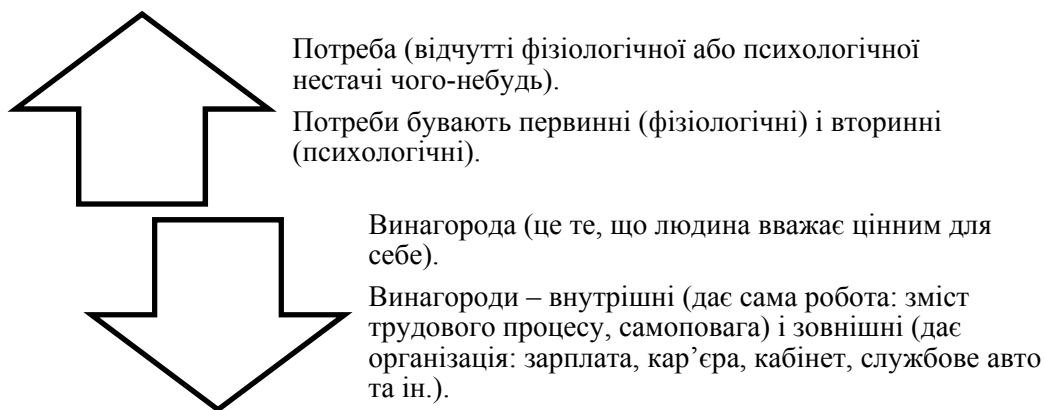 Потреба (відчутті фізіологічної або психологічної
нестачі чого-небудь).
Потреби бувають первинні (фізіологічні) і вторинні
(психологічні).
Винагорода (це те, що людина вважає цінним для
себе).
Винагороди – внутрішні (дає сама робота: зміст
трудового процесу, самоповага) і зовнішні (дає
організація: зарплата, кар’єра, кабінет, службове авто
та ін.).